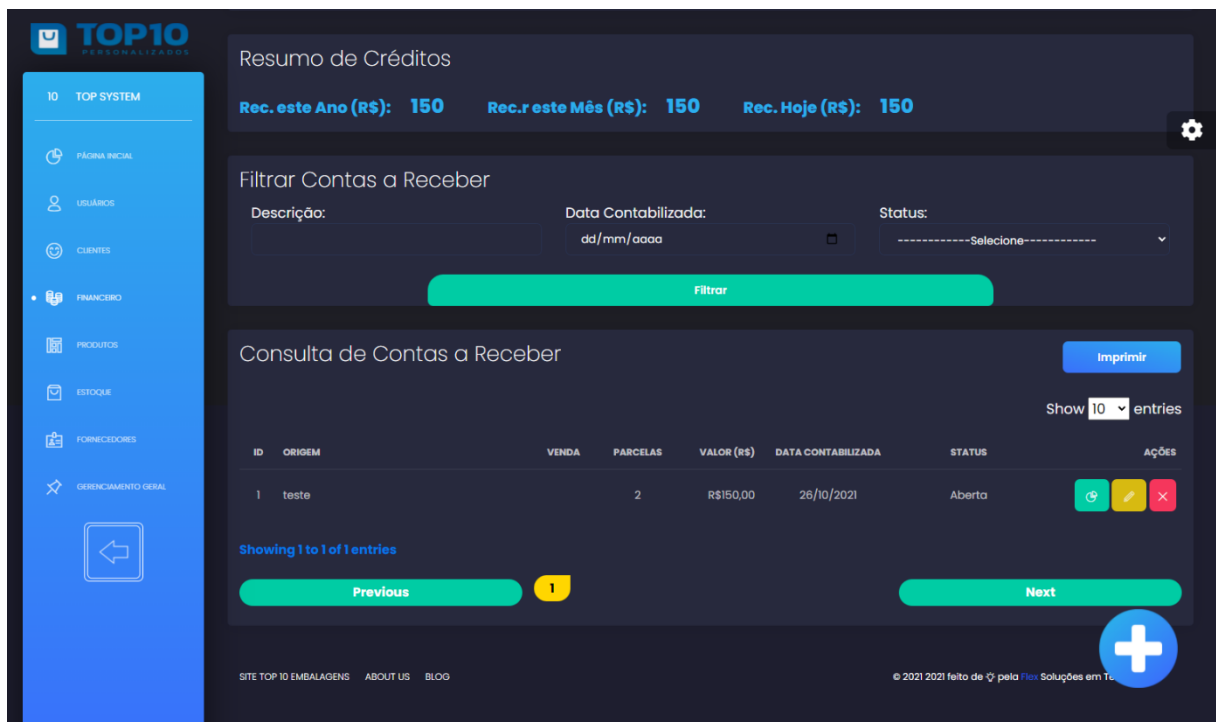 TOP10
PERSONALIZADOS
10 TOP SYSTEM
PÁGINA INICIAL
USUÁRIOS
CLIENTES
FINANCEIRO
PRODUTOS
ESTOQUE
FORNECEDORES
GERENCIAMENTO GERAL
Resumo de Créditos
Rec. este Ano (R$): 150 Rec.r este Mês (R$): 150 Rec. Hoje (R$): 150
Filtrar Contas a Receber
Descrição: Data Contabilizada: Status:
dd/mm/aaaa ------------Selecione------------
Filtrar
Consulta de Contas a Receber
Imprimir
Show 10 entries
ID ORIGEM VENDA PARCELAS VALOR (R$) DATA CONTABILIZADA STATUS AÇÕES
1 teste 2 R$150,00 26/10/2021 Aberta
Showing 1 to 1 of 1 entries
Previous 1 Next
SITE TOP 10 EMBALAGENS ABOUT US BLOG
© 2021 2021 feito de pela Flex Soluções em